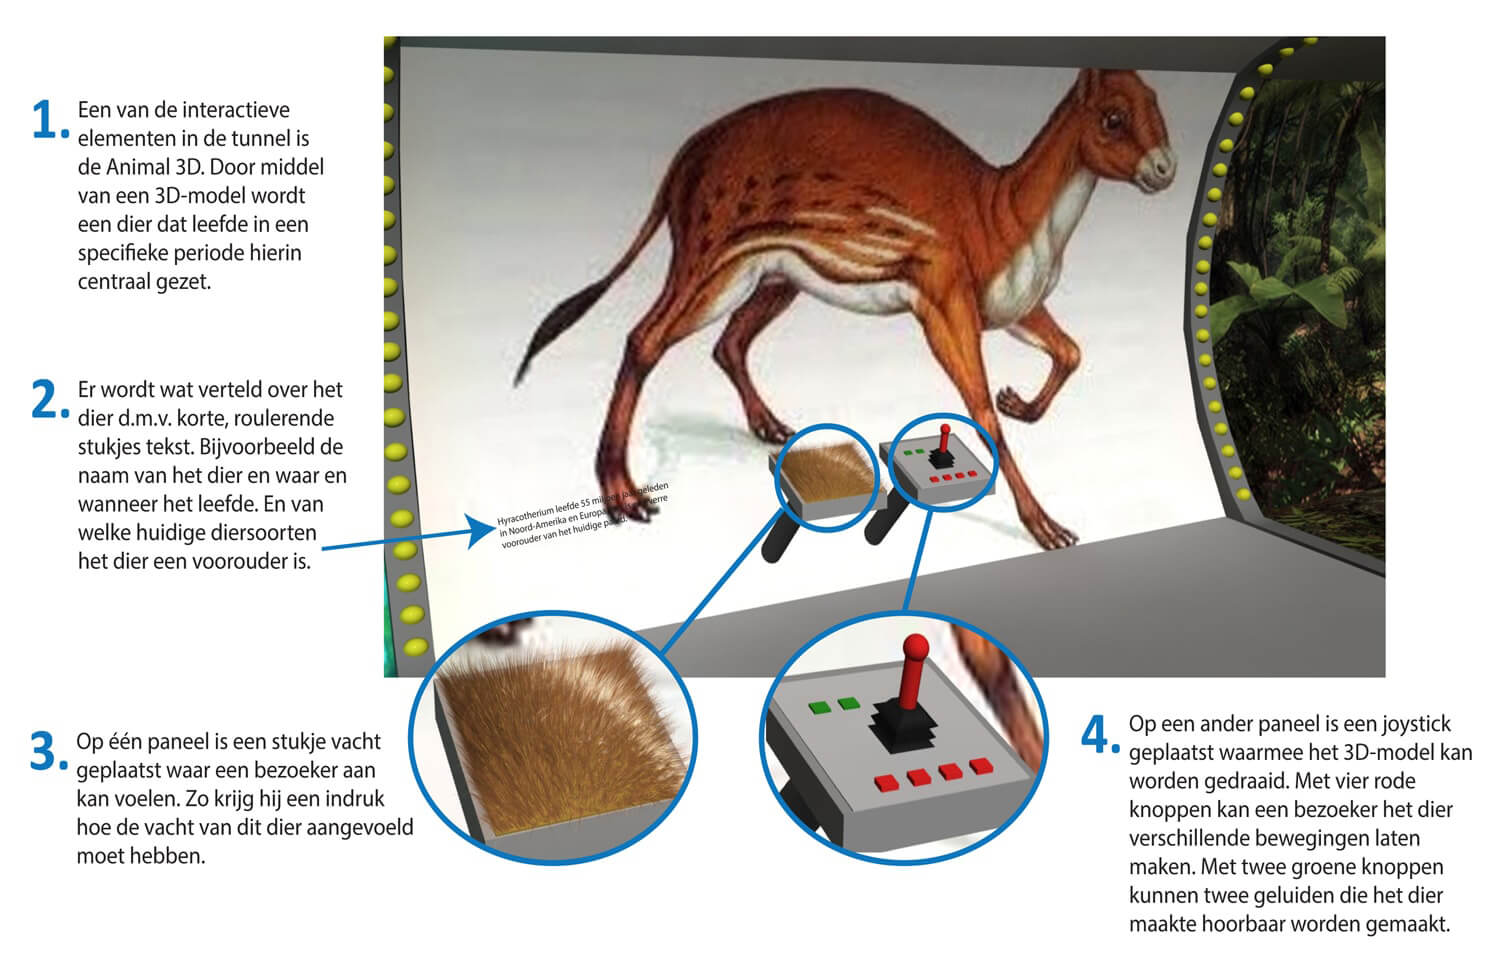 1.
Een van de interactieve
elementen in de tunnel is
de Animal 3D. Door middel
van een 3D-model wordt
een dier dat leefde in een
specifieke periode hierin
centraal gezet.
2.
Er wordt wat verteld over het
dier d.m.v. korte, roulerende
stukjes tekst. Bijvoorbeeld de
naam van het dier en waar en
wanneer het leefde. En van
welke huidige diersoorten
het dier een voorouder is.
Hyracotherium leefde 55 miljoen jaar geleden
in Noord-Amerika en Europa
voorouder van het huidige paard.
3.
Op één paneel is een stukje vacht
geplaatst waar een bezoeker aan
kan voelen. Zo krijg hij een indruk
hoe de vacht van dit dier aangevoeld
moet hebben.
4.
Op een ander paneel is een joystick
geplaatst waarmee het 3D-model kan
worden gedraaid. Met vier rode
knoppen kan een bezoeker het dier
verschillende bewegingen laten
maken. Met twee groene knoppen
kunnen twee geluiden die het dier
maakte hoorbaar worden gemaakt.